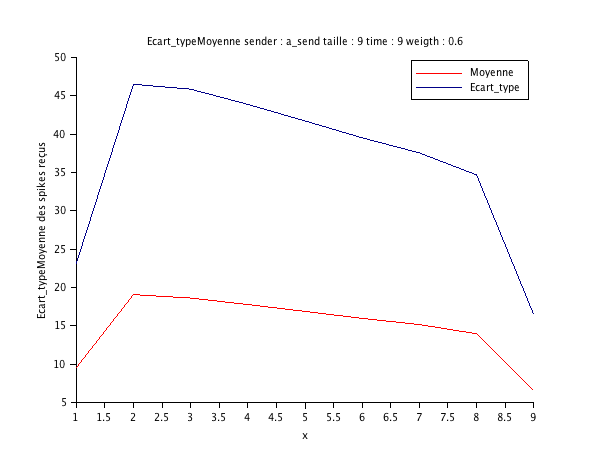 Ecart_typeMoyenne sender : a_send taille : 9 time : 9 weigth : 0.6
50
45
40
35
30
25
20
15
10
5
Ecart_typeMoyenne des spikes reçus
Moyenne
Ecart_type
1 1.5 2 2.5 3 3.5 4 4.5 5 5.5 6 6.5 7 7.5 8 8.5 9
x